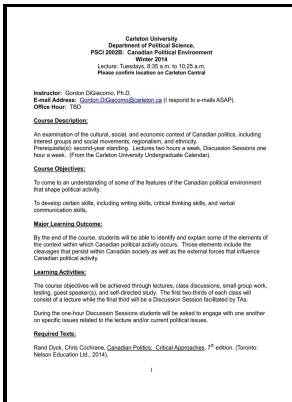 Carleton University
Department of Political Science,
PSCI 2002B: Canadian Political Environment
Winter 2014
Lecture: Tuesdays, 8:35 a.m. to 10:25 a.m.
Please confirm location on Carleton Central
Instructor: Gordon DiGiacomo, Ph.D.
E-mail Address: Gordon.DiGiacomo@carleton.ca (I respond to e-mails ASAP).
Office Hour: TBD
Course Description:
An examination of the cultural, social, and economic context of Canadian politics, including
interest groups and social movements, regionalism, and ethnicity.
Prerequisite(s): second-year standing. Lectures two hours a week, Discussion Sessions one
hour a week. (From the Carleton University Undergraduate Calendar).
Course Objectives:
To come to an understanding of some of the features of the Canadian political environment
that shape political activity.
To develop certain skills, including writing skills, critical thinking skills, and verbal
communication skills,
Major Learning Outcome:
By the end of the course, students will be able to identify and explain some of the elements of
the context within which Canadian political activity occurs. Those elements include the
cleavages that persist within Canadian society as well as the external forces that influence
Canadian political activity.
Learning Activities:
The course objectives will be achieved through lectures, class discussions, small group work,
testing, guest speaker(s), and self-directed study. The first two-thirds of each class will
consist of a lecture while the final third will be a Discussion Session facilitated by TAs.
During the one-hour Discussion Sessions students will be asked to engage with one another
on specific issues related to the lecture and/or current political issues.
Required Texts:
Rand Dyck, Chris Cochrane, Canadian Politics: Critical Approaches, 7th edition, (Toronto:
Nelson Education Ltd., 2014).
1